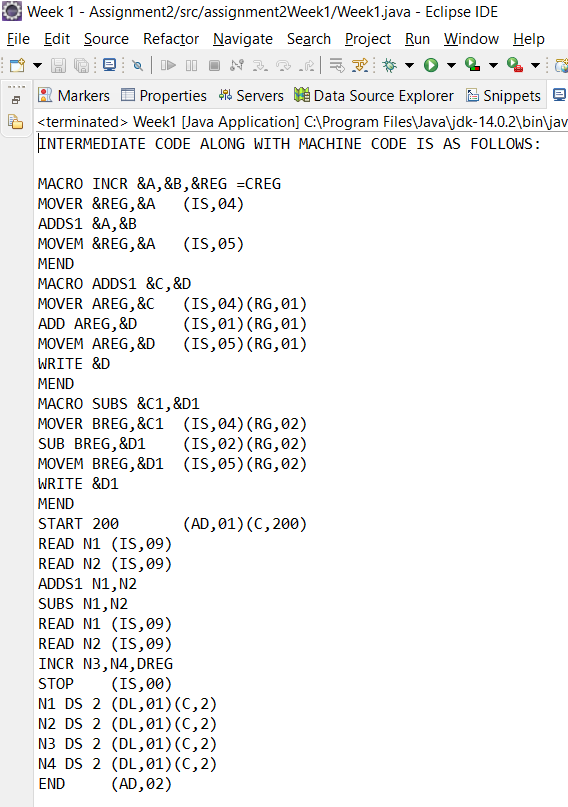 Week 1 - Assignment2/src/assignment2Week1/Week1.java - Eclipse IDE
File Edit Source Refactor Navigate Search Project Run Window Help
Markers Properties Servers Data Source Explorer Snippets
<terminated> Week1 [Java Application] C:\Program Files\Java\jdk-14.0.2\bin\jav
INTERMEDIATE CODE ALONG WITH MACHINE CODE IS AS FOLLOWS:
MACRO INCR &A,&B,&REG =CREG
MOVER &REG,&A (IS,04)
ADDS1 &A,&B
MOVEM &REG,&A (IS,05)
MEND
MACRO ADDS1 &C,&D
MOVER AREG,&C (IS,04)(RG,01)
ADD AREG,&D (IS,01)(RG,01)
MOVEM AREG,&D (IS,05)(RG,01)
WRITE &D
MEND
MACRO SUBS &C1,&D1
MOVER BREG,&C1 (IS,04)(RG,02)
SUB BREG,&D1 (IS,02)(RG,02)
MOVEM BREG,&D1 (IS,05)(RG,02)
WRITE &D1
MEND
START 200 (AD,01)(C,200)
READ N1 (IS,09)
READ N2 (IS,09)
ADDS1 N1,N2
SUBS N1,N2
READ N1 (IS,09)
READ N2 (IS,09)
INCR N3,N4,DREG
STOP (IS,00)
N1 DS 2 (DL,01)(C,2)
N2 DS 2 (DL,01)(C,2)
N3 DS 2 (DL,01)(C,2)
N4 DS 2 (DL,01)(C,2)
END (AD,02)